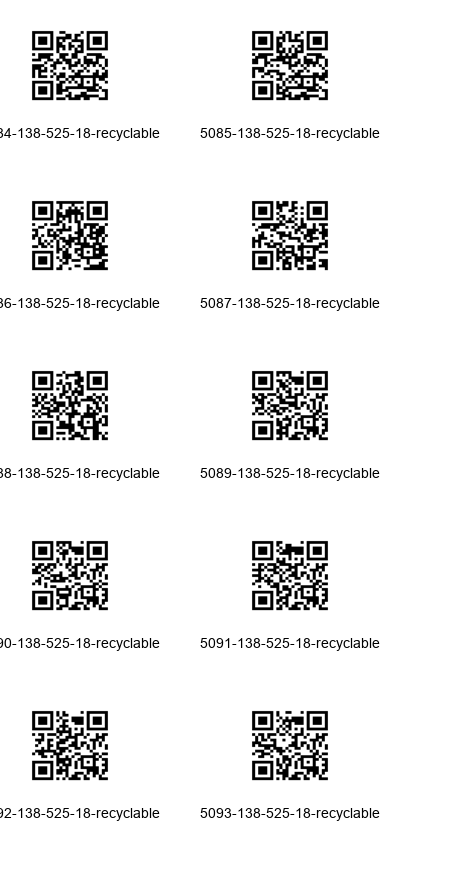 84-138-525-18-recyclable 5085-138-525-18-recyclable
86-138-525-18-recyclable 5087-138-525-18-recyclable
88-138-525-18-recyclable 5089-138-525-18-recyclable
90-138-525-18-recyclable 5091-138-525-18-recyclable
92-138-525-18-recyclable 5093-138-525-18-recyclable